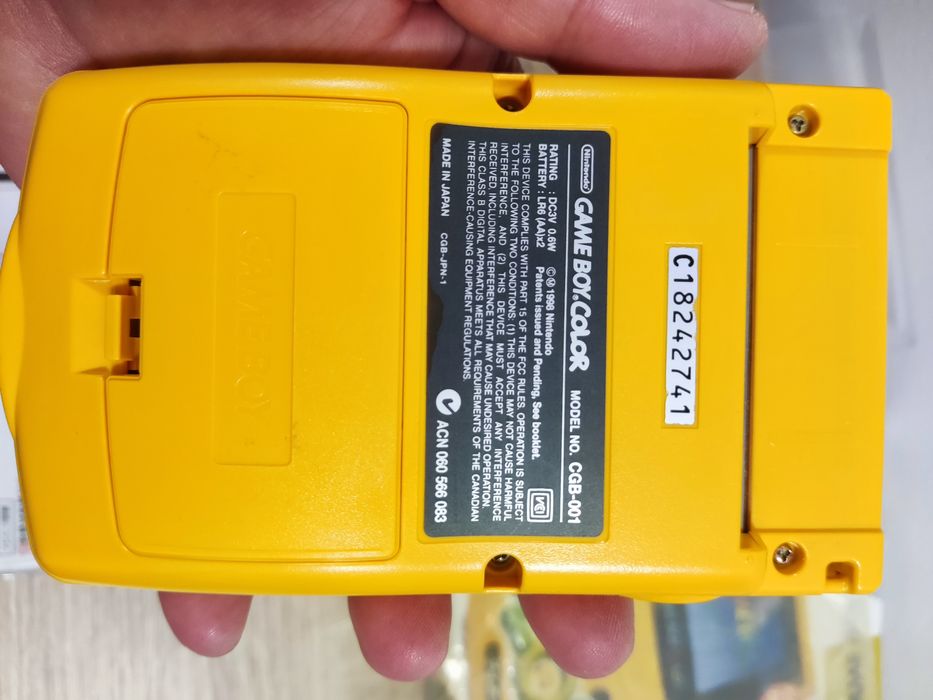 C18242741
Nintendo GAME BOY COLOR MODEL NO. CGB-001
RATING : DC3V 0.6W © Ⓜ 1998 Nintendo
BATTERY : LR6 (AA)x2 Patents issued and Pending, See booklet.
THIS DEVICE COMPLIES WITH PART 15 OF THE FCC RULES. OPERATION IS SUBJECT
TO THE FOLLOWING TWO CONDITIONS: (1) THIS DEVICE MAY NOT CAUSE HARMFUL
INTERFERENCE, AND (2) THIS DEVICE MUST ACCEPT ANY INTERFERENCE
RECEIVED, INCLUDING INTERFERENCE THAT MAY CAUSE UNDESIRED OPERATION.
THIS CLASS B DIGITAL APPARATUS MEETS ALL REQUIREMENTS OF THE CANADIAN
INTERFERENCE-CAUSING EQUIPMENT REGULATIONS.
MADE IN JAPAN CGB-JPN-1 ACN 060 566 083